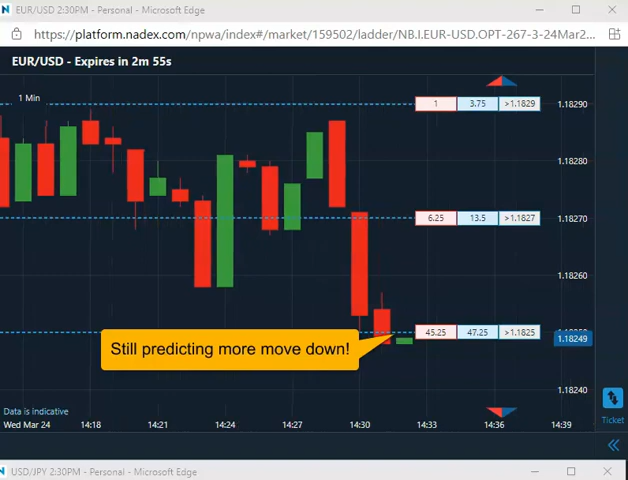 EUR/USD 2:30PM - Personal - Microsoft Edge
https://platform.nadex.com/npwa/index#/market/159502/ladder/NB.I.EUR-USD.OPT-267-3-24Mar2...
EUR/USD - Expires in 2m 55s
1 Min
1 3.75 >1.1829 1.18290
1.18280
6.25 13.5 >1.1827 1.18270
1.18260
45.25 47.25 >1.1825
1.18249
Still predicting more move down!
1.18240
Data is indicative
Wed Mar 24 14:18 14:21 14:24 14:27 14:30 14:33 14:36 14:39
Ticket
USD/JPY 2:30PM - Personal - Microsoft Edge